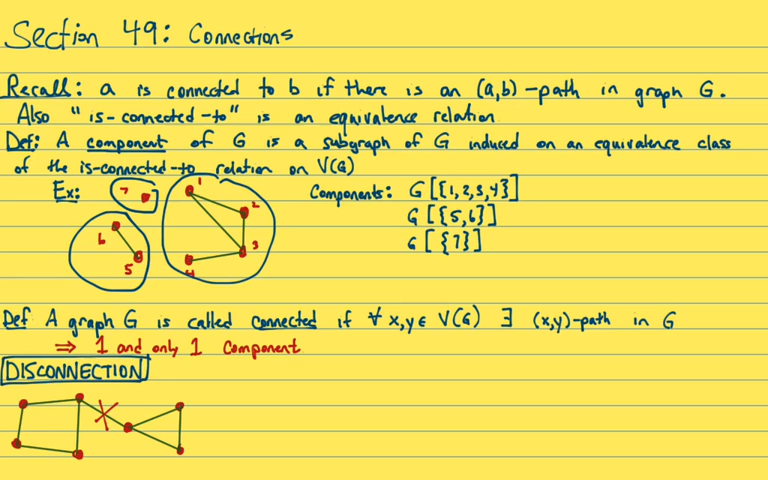 Section 49: Connections
Recall: a is connected to b if there is an (a,b)-path in graph G.
Also "is-connected-to" is an equivalence relation
Def: A component of G is a subgraph of G induced on an equivalence class
of the is-connected-to relation on V(G)
Ex: 7 1 Components: G[{1,2,3,4}]
2 G[{5,6}]
6 3 G[{7}]
5 4
Def A graph G is called connected if ∀ x,y ∈ V(G) ∃ (x,y)-path in G
⇒ 1 and only 1 Component
DISCONNECTION